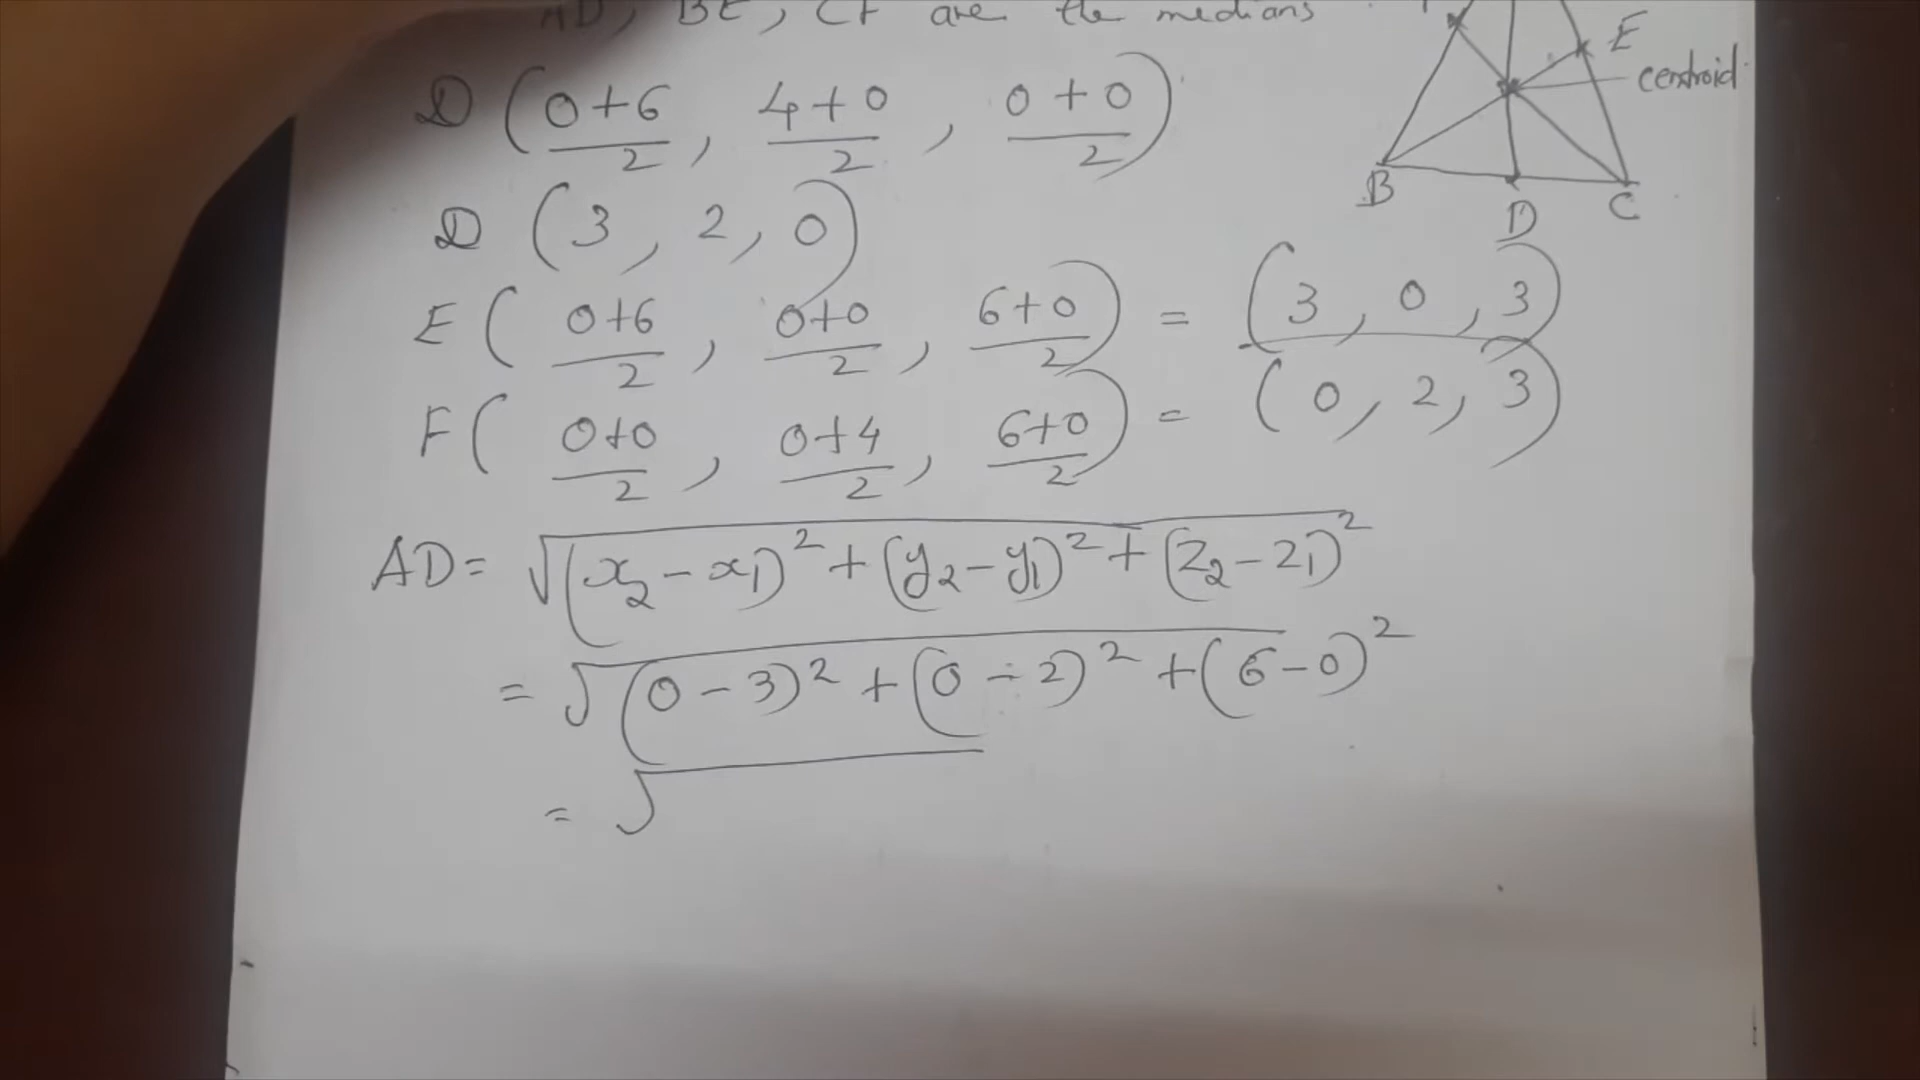 AD, BE, CF are the medians
E
centroid
B
D
C
D (0+6/2, 4+0/2, 0+0/2)
D (3, 2, 0)
E (0+6/2, 0+0/2, 6+0/2) = (3, 0, 3)
F (0+0/2, 0+4/2, 6+0/2) = (0, 2, 3)
AD = √(x₂-x₁)² + (y₂-y₁)² + (z₂-z₁)²
= √(0-3)² + (0-2)² + (6-0)²
= √